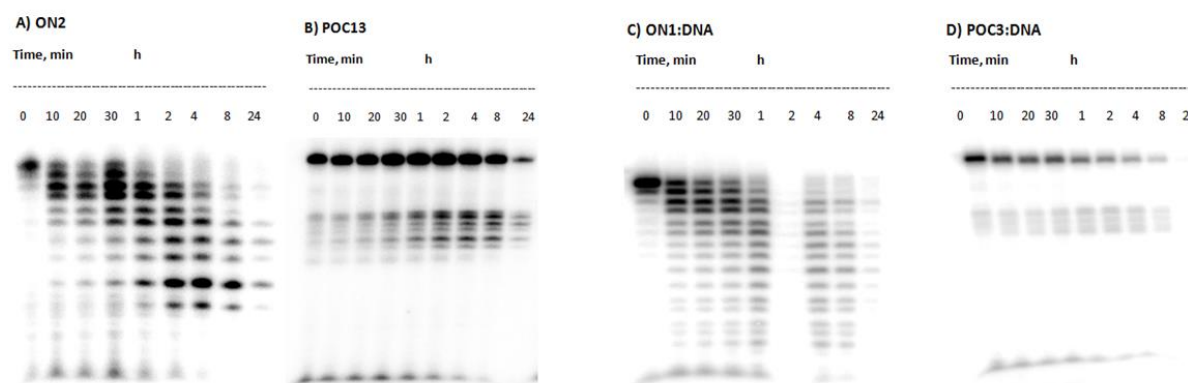 A) ON2
Time, min h
0 10 20 30 1 2 4 8 24
B) POC13
Time, min h
0 10 20 30 1 2 4 8 24
C) ON1:DNA
Time, min h
0 10 20 30 1 2 4 8 24
D) POC3:DNA
Time, min h
0 10 20 30 1 2 4 8 2